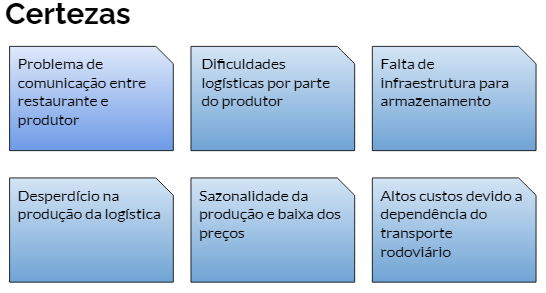 Certezas
Problema de
comunicação entre
restaurante e
produtor
Dificuldades
logísticas por parte
do produtor
Falta de
infraestrutura para
armazenamento
Desperdício na
produção da logística
Sazonalidade da
produção e baixa dos
preços
Altos custos devido a
dependência do
transporte
rodoviário